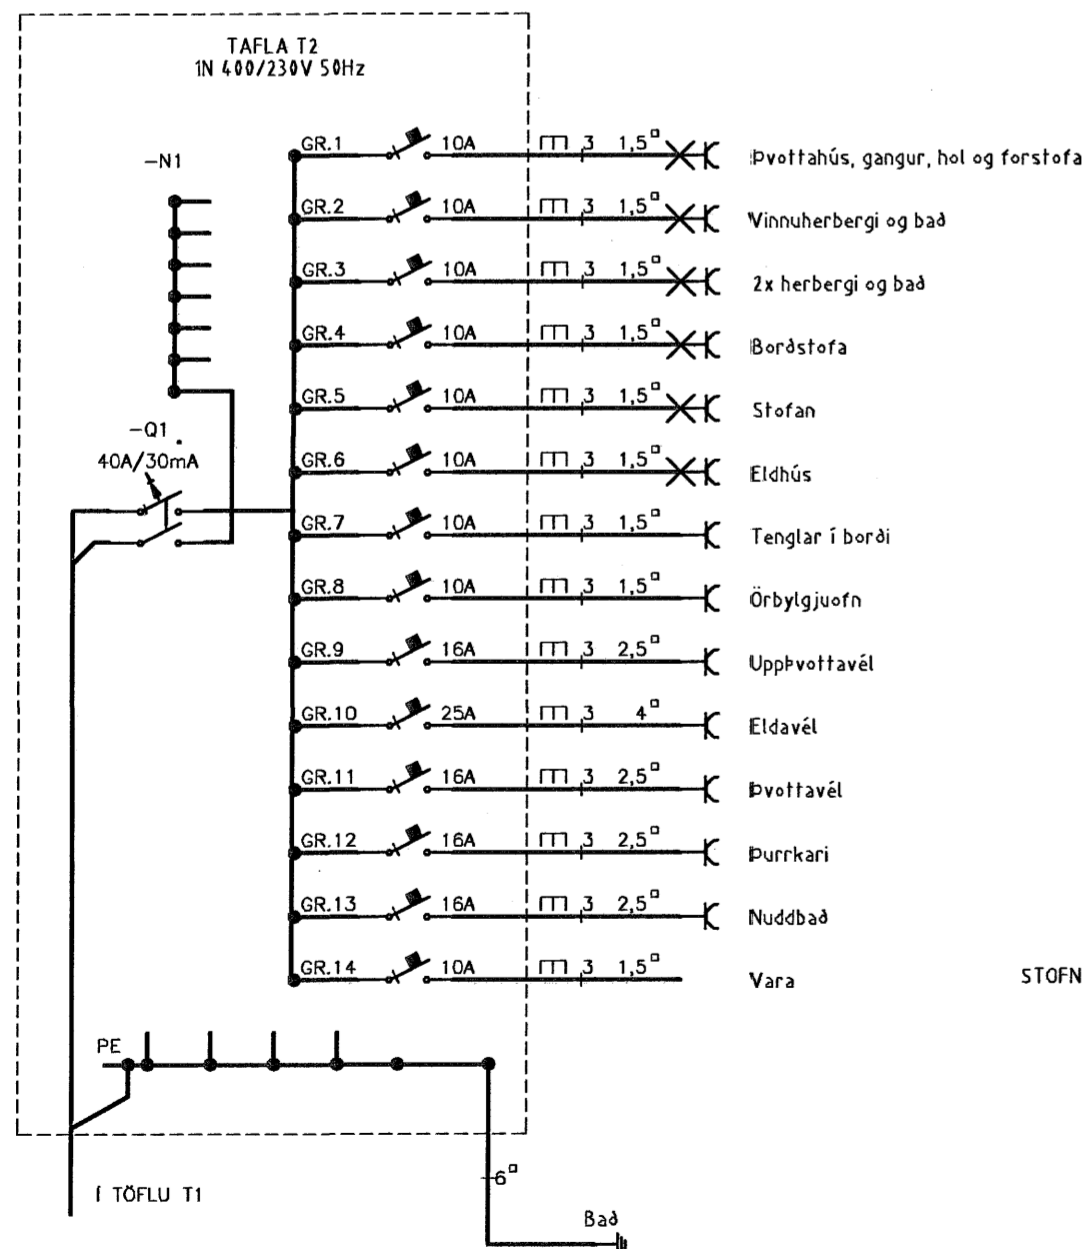 TAFLA T2
1N 400/230V 50Hz
-N1
-Q1
40A/30mA
GR.1 10A 3 1,5▫ Þvottahús, gangur, hol og forstofa
GR.2 10A 3 1,5▫ Vinnuherbergi og bað
GR.3 10A 3 1,5▫ 2x herbergi og bað
GR.4 10A 3 1,5▫ Borðstofa
GR.5 10A 3 1,5▫ Stofan
GR.6 10A 3 1,5▫ Eldhús
GR.7 10A 3 1,5▫ Tenglar í borði
GR.8 10A 3 1,5▫ Örbylgjuofn
GR.9 16A 3 2,5▫ Uppþvottavél
GR.10 25A 3 4▫ Eldavél
GR.11 16A 3 2,5▫ Þvottavél
GR.12 16A 3 2,5▫ Þurrkari
GR.13 16A 3 2,5▫ Nuddbað
GR.14 10A 3 1,5▫ Vara
STOFN
PE
Í TÖFLU T1
6▫
Bað